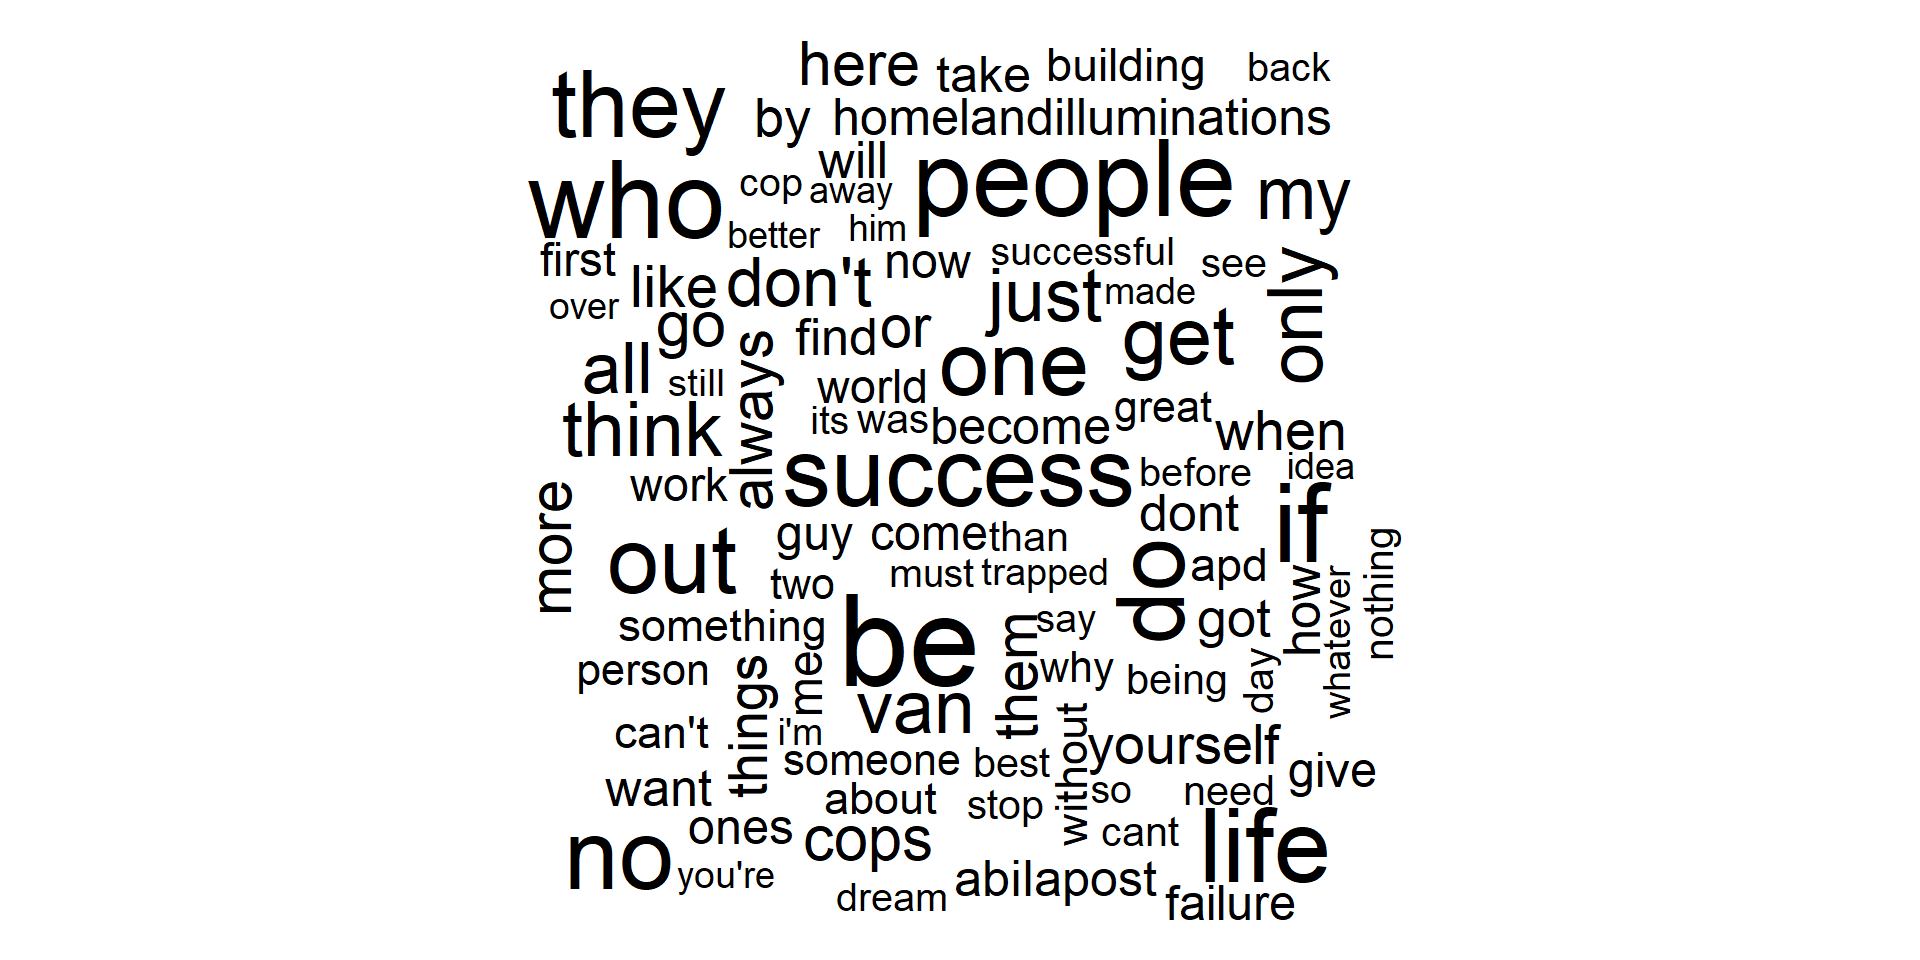 here take building back
they by homelandilluminations
will
who cop away people my
better him
first like don't now successful see
over just made only
go find or get
all still always world one
think its was become great when
work success before idea
more dont if
out guy come than do apd nothing
two must trapped how whatever
something be them say got
person things me why being day
can't i'm van without yourself
want someone best give
about stop so need
no ones cops cant life
you're dream abilapost failure